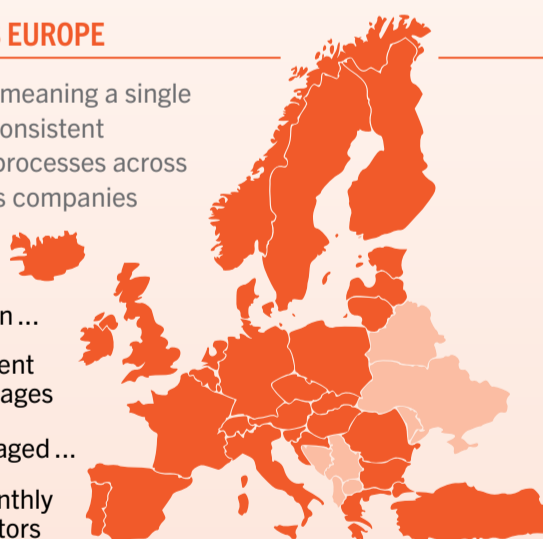 EUROPE
meaning a single
onsistent
processes across
s companies
n ...
ent
ages
aged ...
nthly
tors